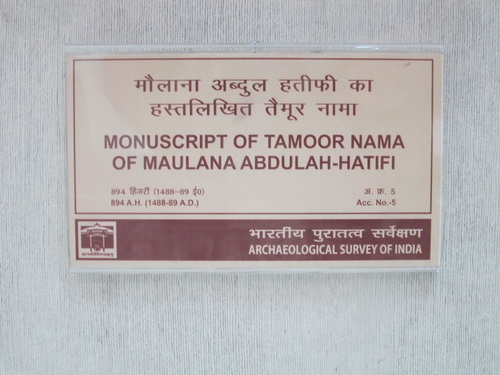 मौलाना अब्दुल हतीफी का
हस्तलिखित तैमूर नामा
MONUSCRIPT OF TAMOOR NAMA
OF MAULANA ABDULAH-HATIFI
894 हिजरी (1488-89 ई०)
अ. क्र. 5
894 A.H. (1488-89 A.D.)
Acc. No.-5
भारतीय पुरातत्व सर्वेक्षण
ARCHAEOLOGICAL SURVEY OF INDIA